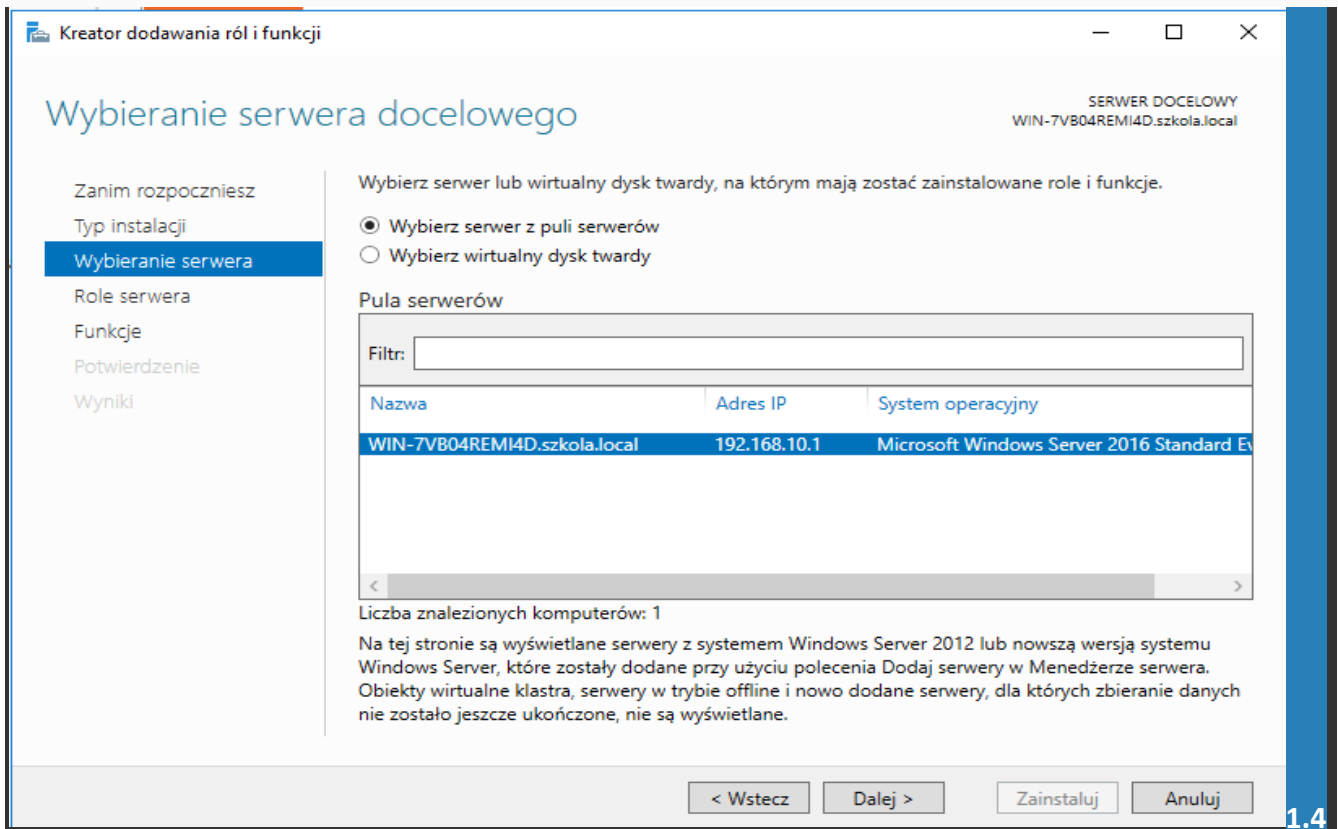 Kreator dodawania ról i funkcji
Wybieranie serwera docelowego
SERWER DOCELOWY
WIN-7VB04REMI4D.szkola.local
Zanim rozpoczniesz
Typ instalacji
Wybieranie serwera
Role serwera
Funkcje
Potwierdzenie
Wyniki
Wybierz serwer lub wirtualny dysk twardy, na którym mają zostać zainstalowane role i funkcje.
Wybierz serwer z puli serwerów
Wybierz wirtualny dysk twardy
Pula serwerów
Filtr:
Nazwa Adres IP System operacyjny
WIN-7VB04REMI4D.szkola.local 192.168.10.1 Microsoft Windows Server 2016 Standard Ev
Liczba znalezionych komputerów: 1
Na tej stronie są wyświetlane serwery z systemem Windows Server 2012 lub nowszą wersją systemu
Windows Server, które zostały dodane przy użyciu polecenia Dodaj serwery w Menedżerze serwera.
Obiekty wirtualne klastra, serwery w trybie offline i nowo dodane serwery, dla których zbieranie danych
nie zostało jeszcze ukończone, nie są wyświetlane.
< Wstecz Dalej > Zainstaluj Anuluj
1.4